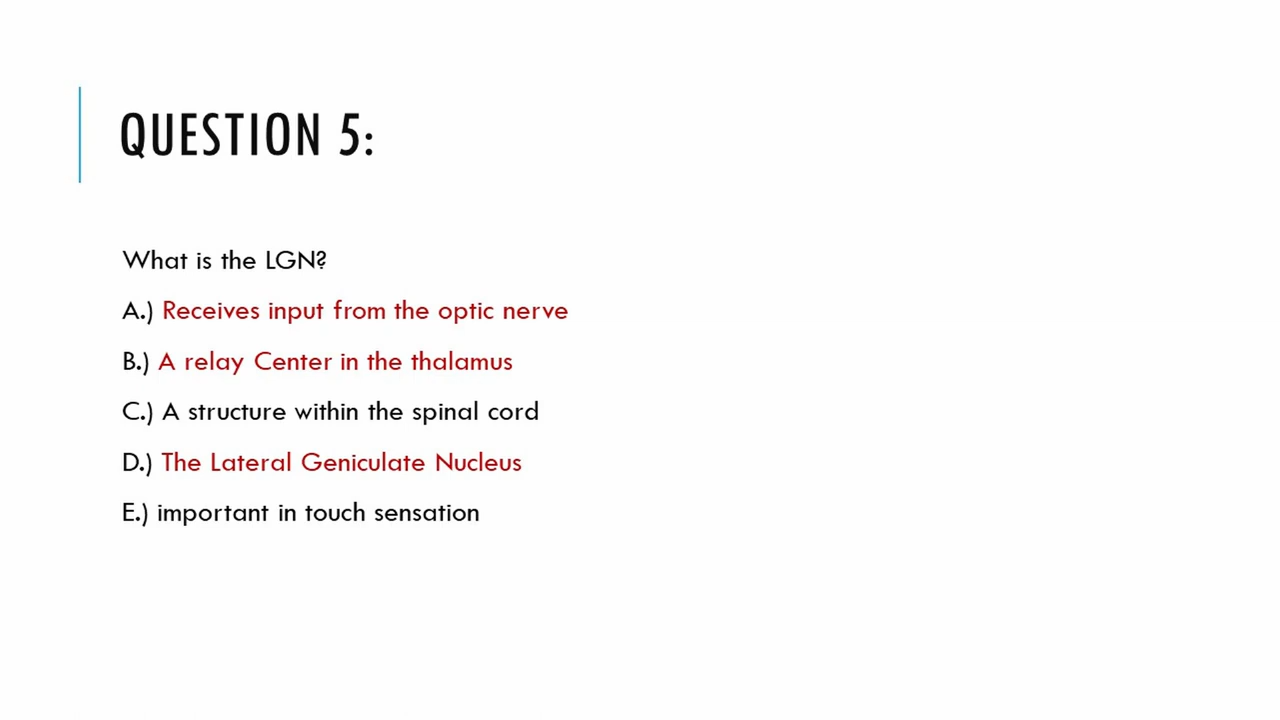 QUESTION 5:
What is the LGN?
A.) Receives input from the optic nerve
B.) A relay Center in the thalamus
C.) A structure within the spinal cord
D.) The Lateral Geniculate Nucleus
E.) important in touch sensation